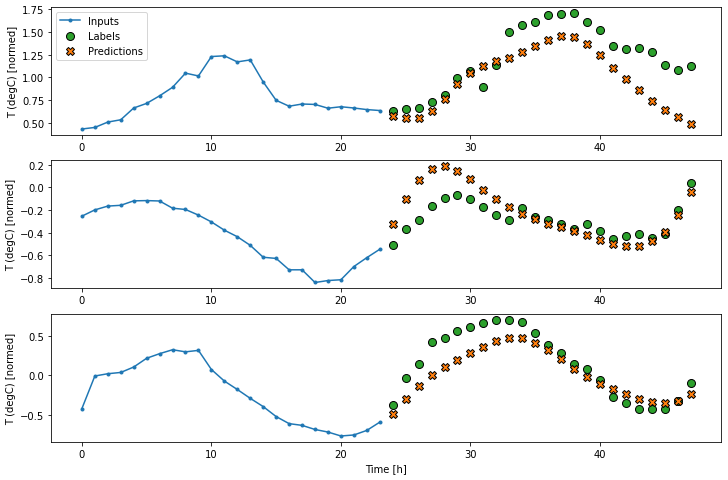 T (degC) [normed]
1.75
1.50
1.25
1.00
0.75
0.50
Inputs
Labels
Predictions
0 10 20 30 40
T (degC) [normed]
0.2
0.0
−0.2
−0.4
−0.6
−0.8
0 10 20 30 40
T (degC) [normed]
0.5
0.0
−0.5
0 10 20 30 40
Time [h]